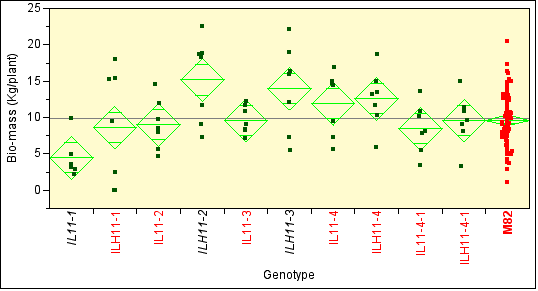 Bio-mass (Kg/plant)
25
20
15
10
5
0
IL11-1
ILH11-1
IL11-2
ILH11-2
IL11-3
ILH11-3
IL11-4
ILH11-4
IL11-4-1
ILH11-4-1
M82
Genotype